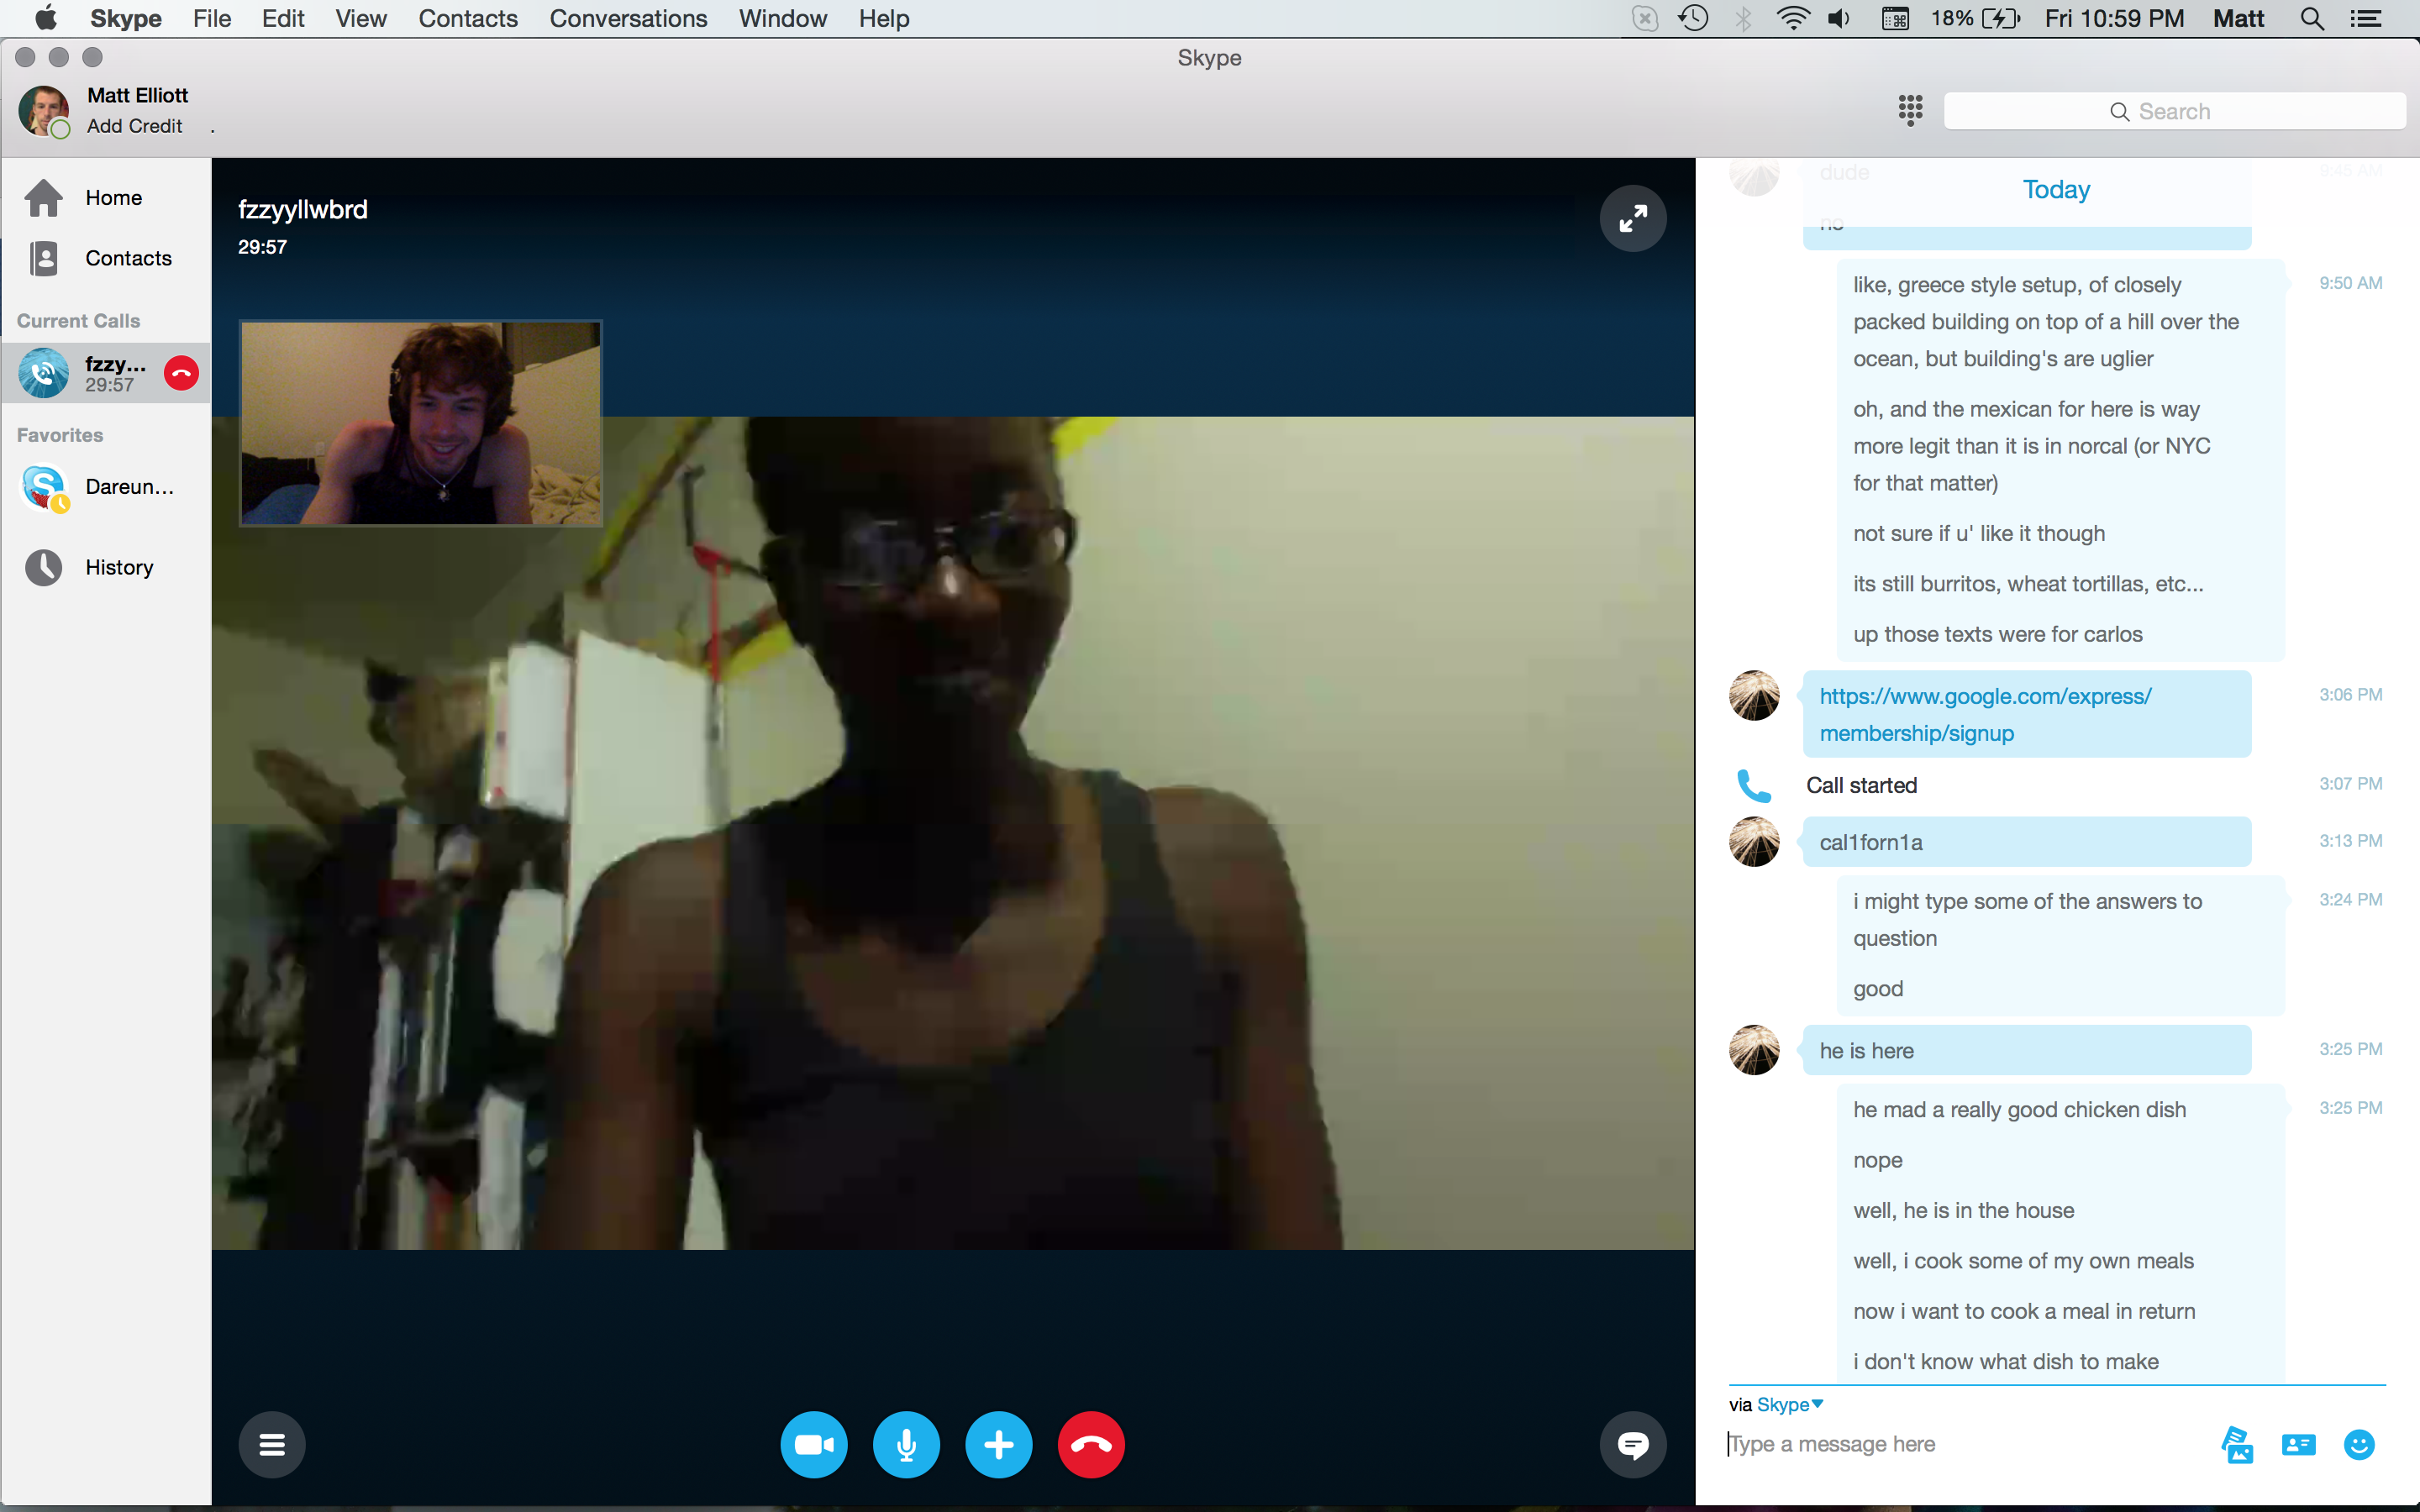 Skype File Edit View Contacts Conversations Window Help 18% Fri 10:59 PM Matt
Skype
Matt Elliott
Add Credit .
Search
Home
Contacts
Current Calls
fzzy...
29:57
Favorites
Dareun...
History
fzzyyllwbrd
29:57
dude 9:45 AM
Today
no
like, greece style setup, of closely 9:50 AM
packed building on top of a hill over the
ocean, but building's are uglier
oh, and the mexican for here is way
more legit than it is in norcal (or NYC
for that matter)
not sure if u' like it though
its still burritos, wheat tortillas, etc...
up those texts were for carlos
https://www.google.com/express/ 3:06 PM
membership/signup
Call started 3:07 PM
cal1forn1a 3:13 PM
i might type some of the answers to 3:24 PM
question
good
he is here 3:25 PM
he mad a really good chicken dish 3:25 PM
nope
well, he is in the house
well, i cook some of my own meals
now i want to cook a meal in return
i don't know what dish to make
via Skype
Type a message here